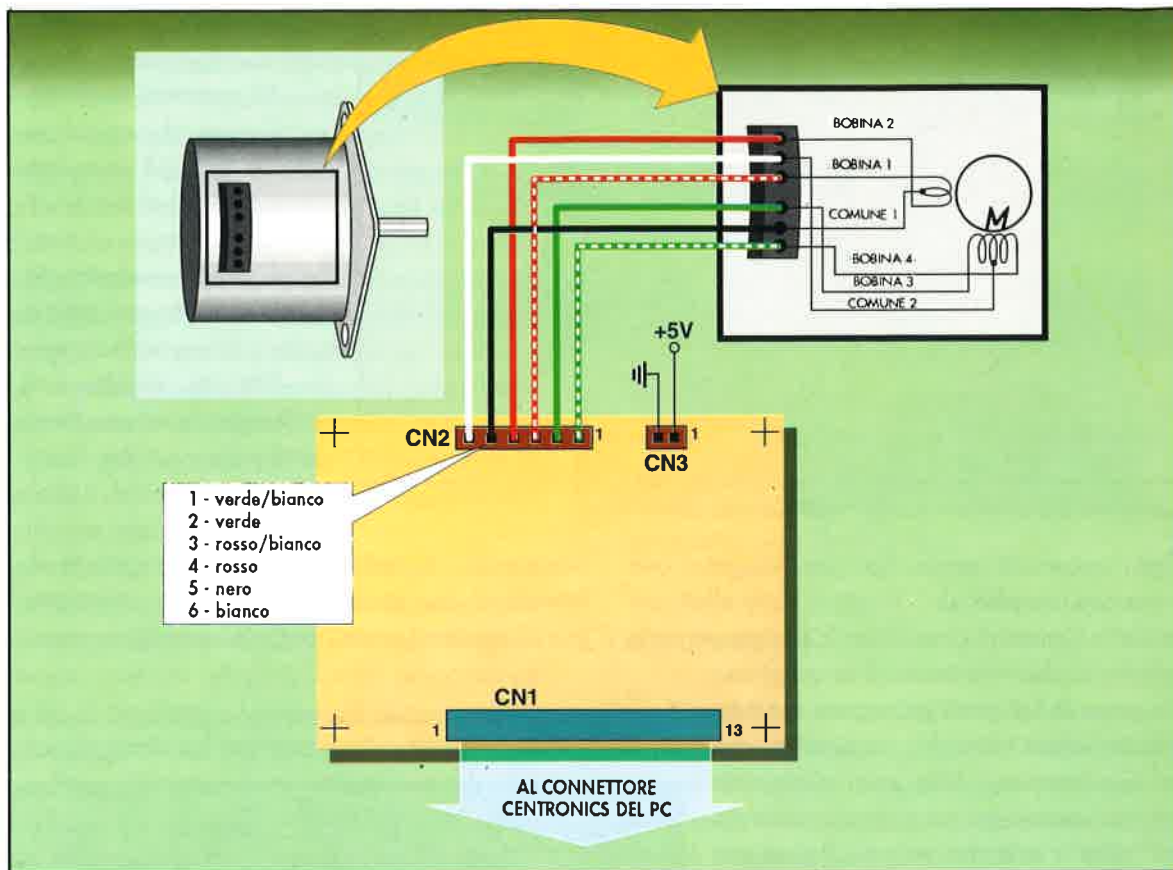 BOBINA 2
BOBINA 1
COMUNE 1
M
BOBINA 4
BOBINA 3
COMUNE 2
+5V
CN2
1
1
CN3
1 - verde/bianco
2 - verde
3 - rosso/bianco
4 - rosso
5 - nero
6 - bianco
CN1
1
13
AL CONNETTORE
CENTRONICS DEL PC